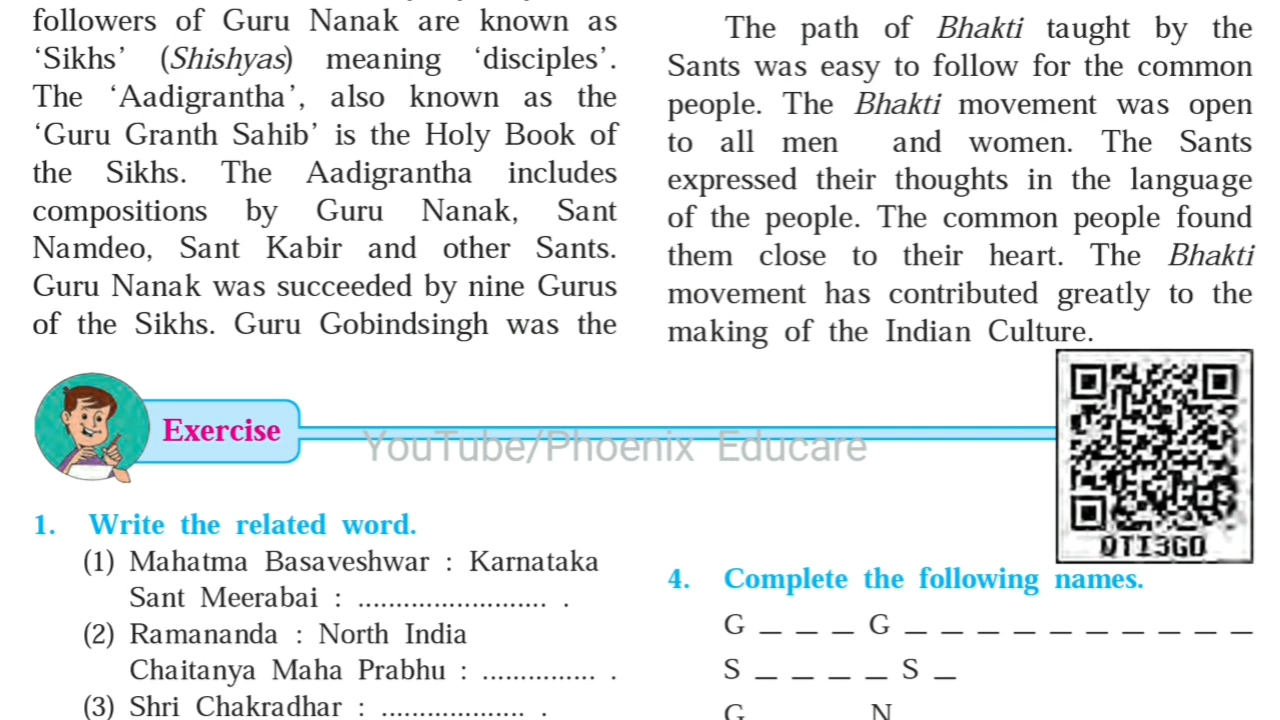 followers of Guru Nanak are known as
‘Sikhs’ (Shishyas) meaning ‘disciples’.
The ‘Aadigrantha’, also known as the
‘Guru Granth Sahib’ is the Holy Book of
the Sikhs. The Aadigrantha includes
compositions by Guru Nanak, Sant
Namdeo, Sant Kabir and other Sants.
Guru Nanak was succeeded by nine Gurus
of the Sikhs. Guru Gobindsingh was the
The path of Bhakti taught by the
Sants was easy to follow for the common
people. The Bhakti movement was open
to all men and women. The Sants
expressed their thoughts in the language
of the people. The common people found
them close to their heart. The Bhakti
movement has contributed greatly to the
making of the Indian Culture.
Exercise
YouTube/Phoenix Educare
QTI3GO
1. Write the related word.
(1) Mahatma Basaveshwar : Karnataka
Sant Meerabai : ......................... .
(2) Ramananda : North India
Chaitanya Maha Prabhu : ............... .
(3) Shri Chakradhar : ................... .
4. Complete the following names.
G _ _ _ G _ _ _ _ _ _ _ _ _ _
S _ _ _ _ S _
G N